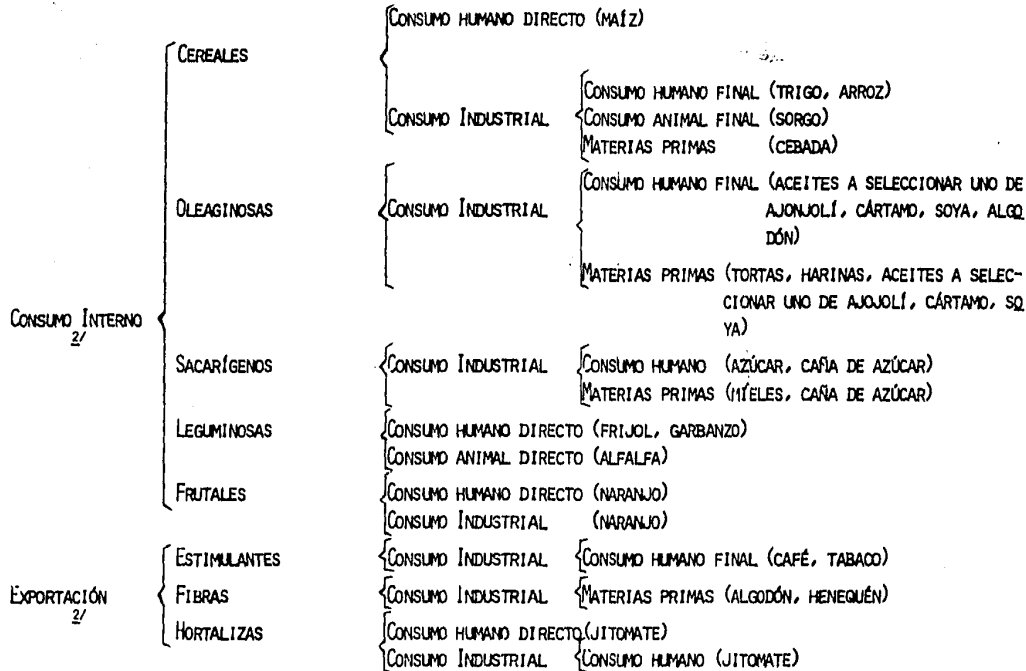 CONSUMO HUMANO DIRECTO (MAÍZ)
CEREALES
CONSUMO HUMANO FINAL (TRIGO, ARROZ)
CONSUMO INDUSTRIAL CONSUMO ANIMAL FINAL (SORGO)
MATERIAS PRIMAS (CEBADA)
CONSUMO HUMANO FINAL (ACEITES A SELECCIONAR UNO DE
OLEAGINOSAS CONSUMO INDUSTRIAL AJONJOLÍ, CÁRTAMO, SOYA, ALGO
DÓN)
MATERIAS PRIMAS (TORTAS, HARINAS, ACEITES A SELEC-
CIONAR UNO DE AJOJOLÍ, CÁRTAMO, SO
CONSUMO INTERNO YA)
2/
SACARÍGENOS CONSUMO INDUSTRIAL CONSUMO HUMANO (AZÚCAR, CAÑA DE AZÚCAR)
MATERIAS PRIMAS (MÍELES, CAÑA DE AZÚCAR)
LEGUMINOSAS CONSUMO HUMANO DIRECTO (FRIJOL, GARBANZO)
CONSUMO ANIMAL DIRECTO (ALFALFA)
FRUTALES CONSUMO HUMANO DIRECTO (NARANJO)
CONSUMO INDUSTRIAL (NARANJO)
ESTIMULANTES CONSUMO INDUSTRIAL CONSUMO HUMANO FINAL (CAFÉ, TABACO)
EXPORTACIÓN FIBRAS CONSUMO INDUSTRIAL MATERIAS PRIMAS (ALGODÓN, HENEQUÉN)
2/
HORTALIZAS CONSUMO HUMANO DIRECTO (JITOMATE)
CONSUMO INDUSTRIAL CONSUMO HUMANO (JITOMATE)